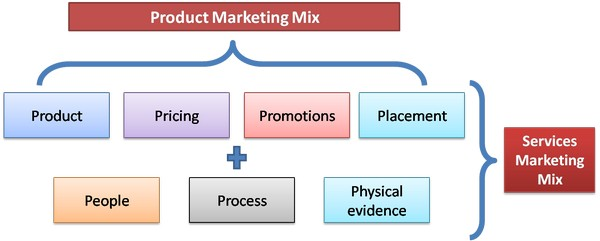 Product Marketing Mix
Product
Pricing
Promotions
Placement
+
People
Process
Physical
evidence
Services
Marketing
Mix